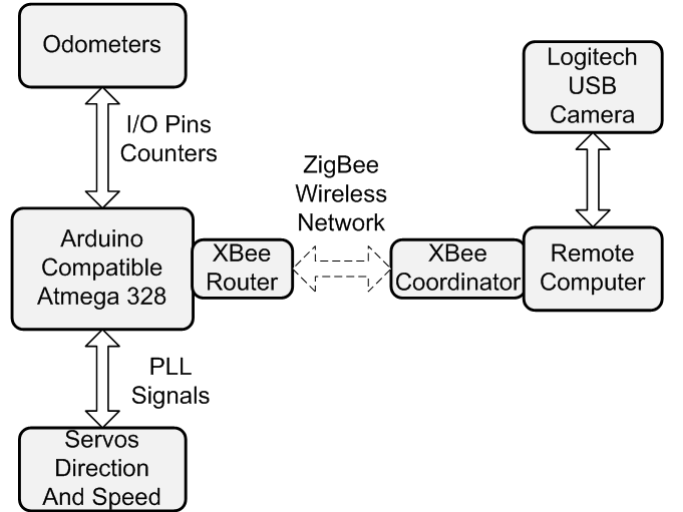 Odometers
I/O Pins
Counters
Logitech
USB
Camera
ZigBee
Wireless
Network
Arduino
Compatible
Atmega 328
XBee
Router
XBee
Coordinator
Remote
Computer
PLL
Signals
Servos
Direction
And Speed